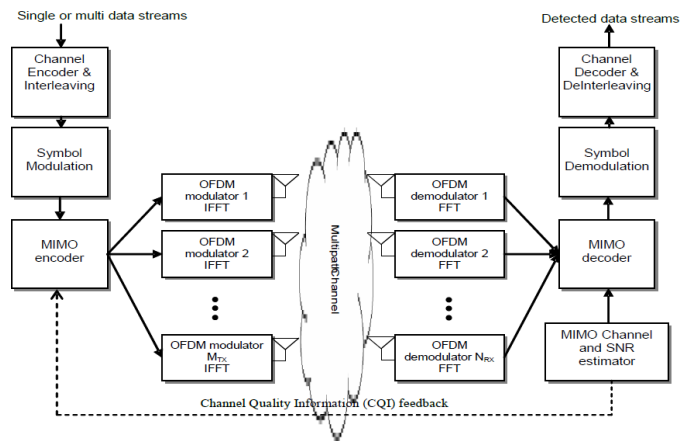 Single or multi data streams
Detected data streams
Channel
Encoder &
Interleaving
Channel
Decoder &
DeInterleaving
Symbol
Modulation
Symbol
Demodulation
MIMO
encoder
OFDM
modulator 1
IFFT
OFDM
modulator 2
IFFT
OFDM modulator
MTX
IFFT
MultipathChannel
OFDM
demodulator 1
FFT
OFDM
demodulator 2
FFT
OFDM
demodulator NRX
FFT
MIMO
decoder
MIMO Channel
and SNR
estimator
Channel Quality Information (CQI) feedback